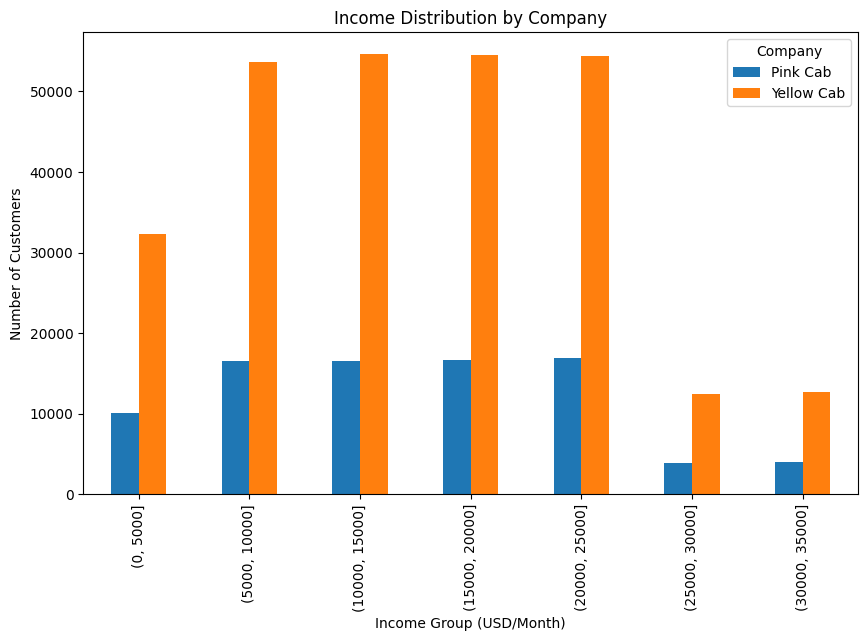 Income Distribution by Company
Company
Pink Cab
Yellow Cab
Number of Customers
50000
40000
30000
20000
10000
0
(0, 5000]
(5000, 10000]
(10000, 15000]
(15000, 20000]
(20000, 25000]
(25000, 30000]
(30000, 35000]
Income Group (USD/Month)